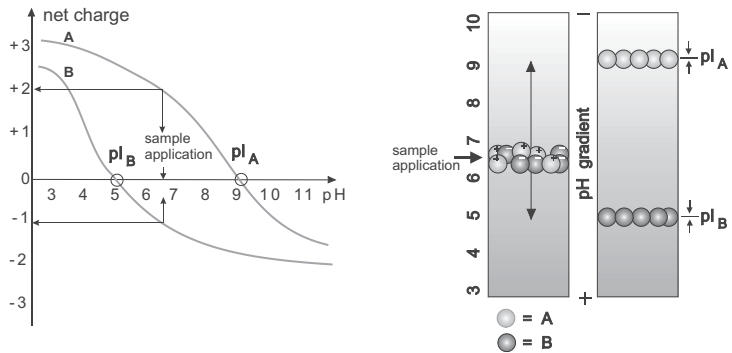 net charge
A
B
+3
+2
+1
0
-1
-2
-3
sample
application
pI B
pI A
3 4 5 6 7 8 9 10 11 pH
10
9
8
7
6
5
4
3
sample
application
pH gradient
−
+
+ + + +
− − − −
pI A
pI B
= A
= B